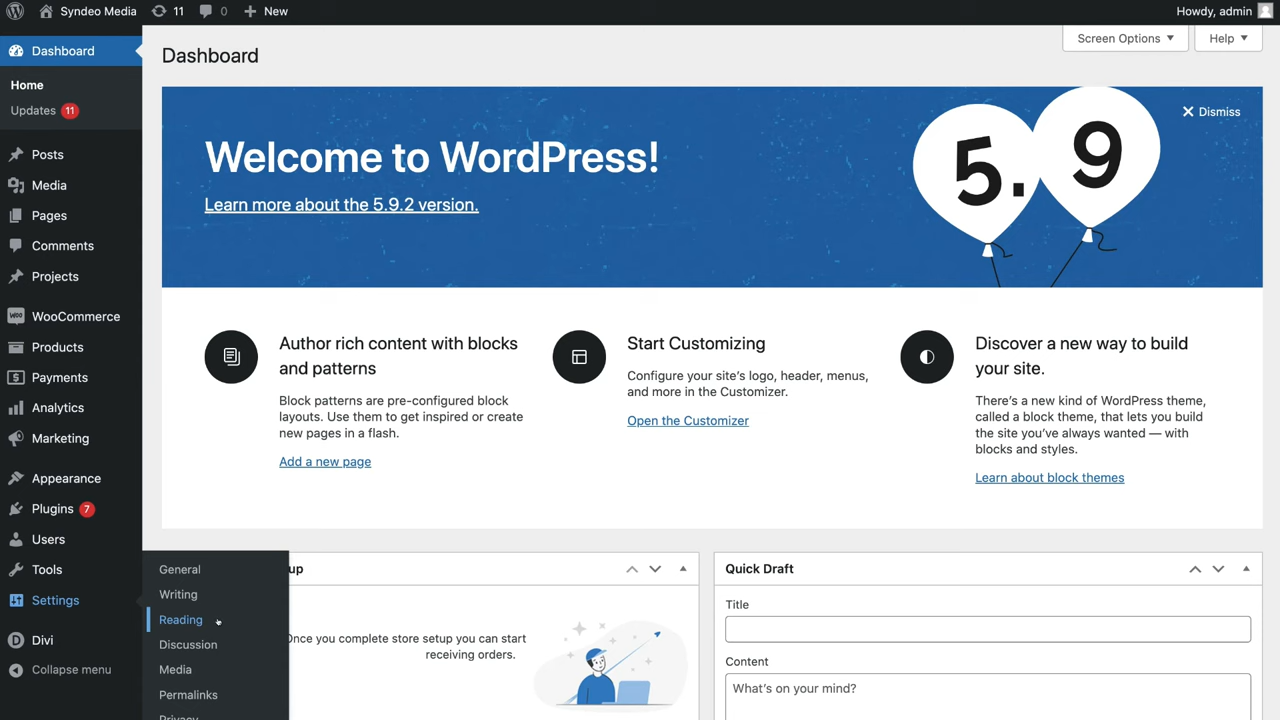 Syndeo Media
11
0
New
Howdy, admin
Dashboard
Home
Updates 11
Posts
Media
Pages
Comments
Projects
WooCommerce
Products
Payments
Analytics
Marketing
Appearance
Plugins 7
Users
Tools
Settings
Divi
Collapse menu
General
Writing
Reading
Discussion
Media
Permalinks
Privacy
Dashboard
Screen Options
Help
Welcome to WordPress!
Learn more about the 5.9.2 version.
5.9
Dismiss
Author rich content with blocks
and patterns
Block patterns are pre-configured block
layouts. Use them to get inspired or create
new pages in a flash.
Add a new page
Start Customizing
Configure your site's logo, header, menus,
and more in the Customizer.
Open the Customizer
Discover a new way to build
your site.
There's a new kind of WordPress theme,
called a block theme, that lets you build
the site you've always wanted — with
blocks and styles.
Learn about block themes
up
Once you complete store setup you can start
receiving orders.
Quick Draft
Title
Content
What's on your mind?